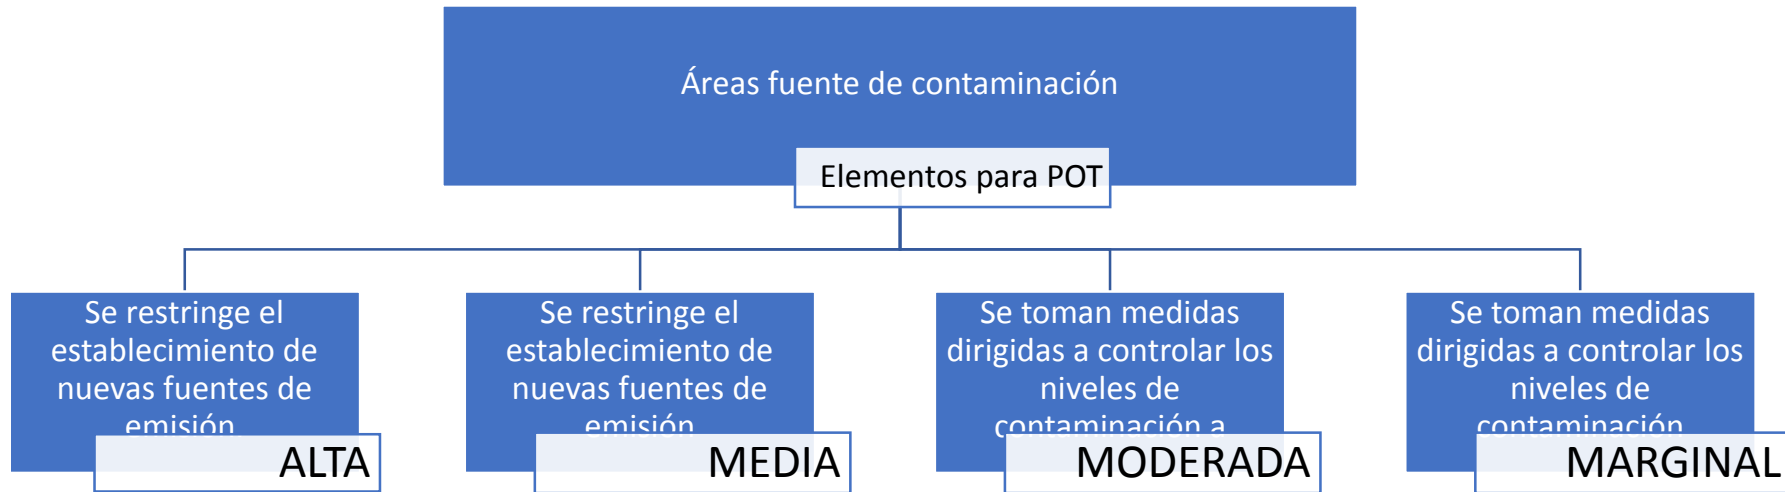 Áreas fuente de contaminación
Elementos para POT
Se restringe el
establecimiento de
nuevas fuentes de
emisión
ALTA
Se restringe el
establecimiento de
nuevas fuentes de
emisión
MEDIA
Se toman medidas
dirigidas a controlar los
niveles de
contaminación a
MODERADA
Se toman medidas
dirigidas a controlar los
niveles de
contaminación
MARGINAL